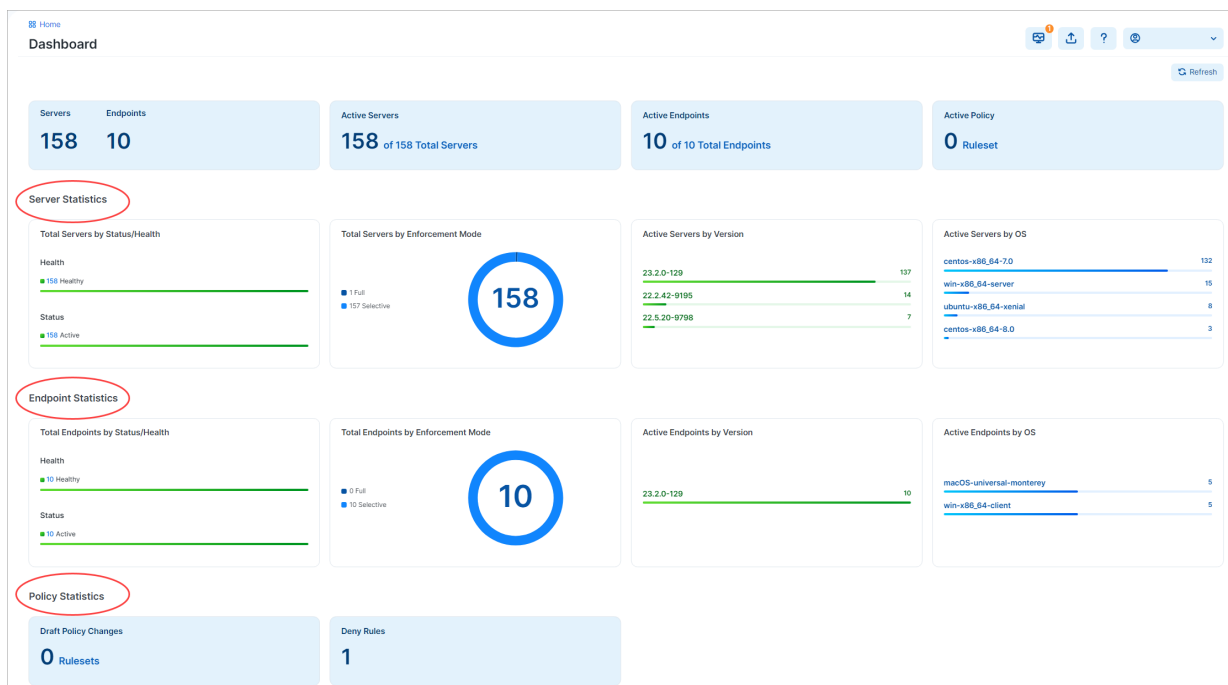 Home
Dashboard
1
?
Refresh
Servers
158
Endpoints
10
Active Servers
158 of 158 Total Servers
Active Endpoints
10 of 10 Total Endpoints
Active Policy
0 Ruleset
Server Statistics
Total Servers by Status/Health
Health
158 Healthy
Status
158 Active
Total Servers by Enforcement Mode
1 Full
157 Selective
158
Active Servers by Version
23.2.0-129 137
22.2.42-9195 14
22.5.20-9798 7
Active Servers by OS
centos-x86_64-7.0 132
win-x86_64-server 15
ubuntu-x86_64-xenial 8
centos-x86_64-8.0 3
Endpoint Statistics
Total Endpoints by Status/Health
Health
10 Healthy
Status
10 Active
Total Endpoints by Enforcement Mode
0 Full
10 Selective
10
Active Endpoints by Version
23.2.0-129 10
Active Endpoints by OS
macOS-universal-monterey 5
win-x86_64-client 5
Policy Statistics
Draft Policy Changes
0 Rulesets
Deny Rules
1